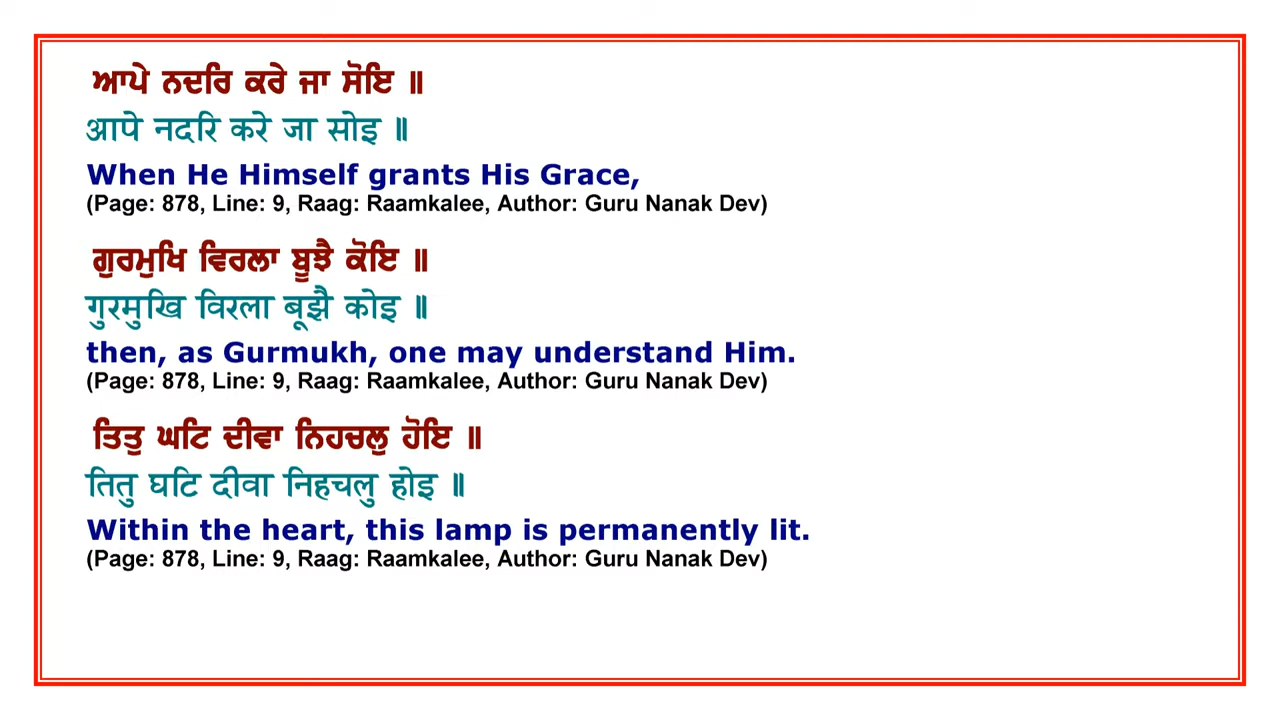 ਆਪੇ ਨਦਰਿ ਕਰੇ ਜਾ ਸੋਇ ॥
आपे नदरि करे जा सोइ ॥
When He Himself grants His Grace,
(Page: 878, Line: 9, Raag: Raamkalee, Author: Guru Nanak Dev)
ਗੁਰਮੁਖਿ ਵਿਰਲਾ ਬੂਝੈ ਕੋਇ ॥
गुरमुखि विरला बूझै कोइ ॥
then, as Gurmukh, one may understand Him.
(Page: 878, Line: 9, Raag: Raamkalee, Author: Guru Nanak Dev)
ਤਿਤੁ ਘਟਿ ਦੀਵਾ ਨਿਹਚਲੁ ਹੋਇ ॥
तितु घटि दीवा निहचलु होइ ॥
Within the heart, this lamp is permanently lit.
(Page: 878, Line: 9, Raag: Raamkalee, Author: Guru Nanak Dev)